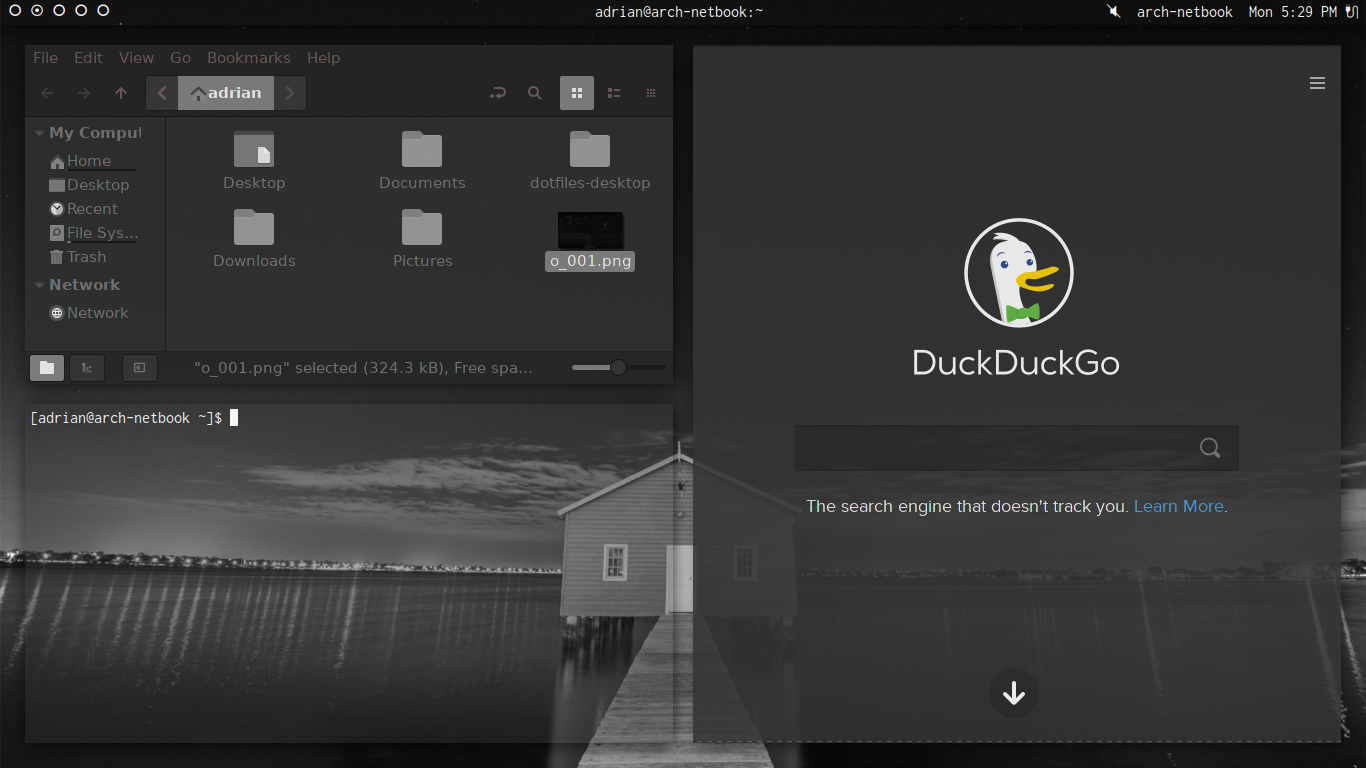 adrian@arch-netbook:~
arch-netbook Mon 5:29 PM
File Edit View Go Bookmarks Help
adrian
My Comput
Home
Desktop
Recent
File Sys...
Trash
Network
Network
Desktop Documents dotfiles-desktop
Downloads Pictures o_001.png
"o_001.png" selected (324.3 kB), Free spa...
[adrian@arch-netbook ~]$
DuckDuckGo
The search engine that doesn't track you. Learn More.